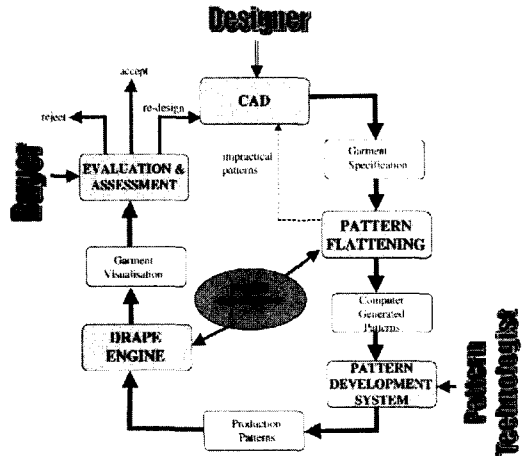 Designer
accept
reject
re-design
CAD
impractical
patterns
Garment
Specification
EVALUATION &
ASSESSMENT
Buyer
PATTERN
FLATTENING
Garment
Visualisation
Computer
Generated
Patterns
DRAPE
ENGINE
PATTERN
DEVELOPMENT
SYSTEM
Pattern
Technologist
Production
Patterns